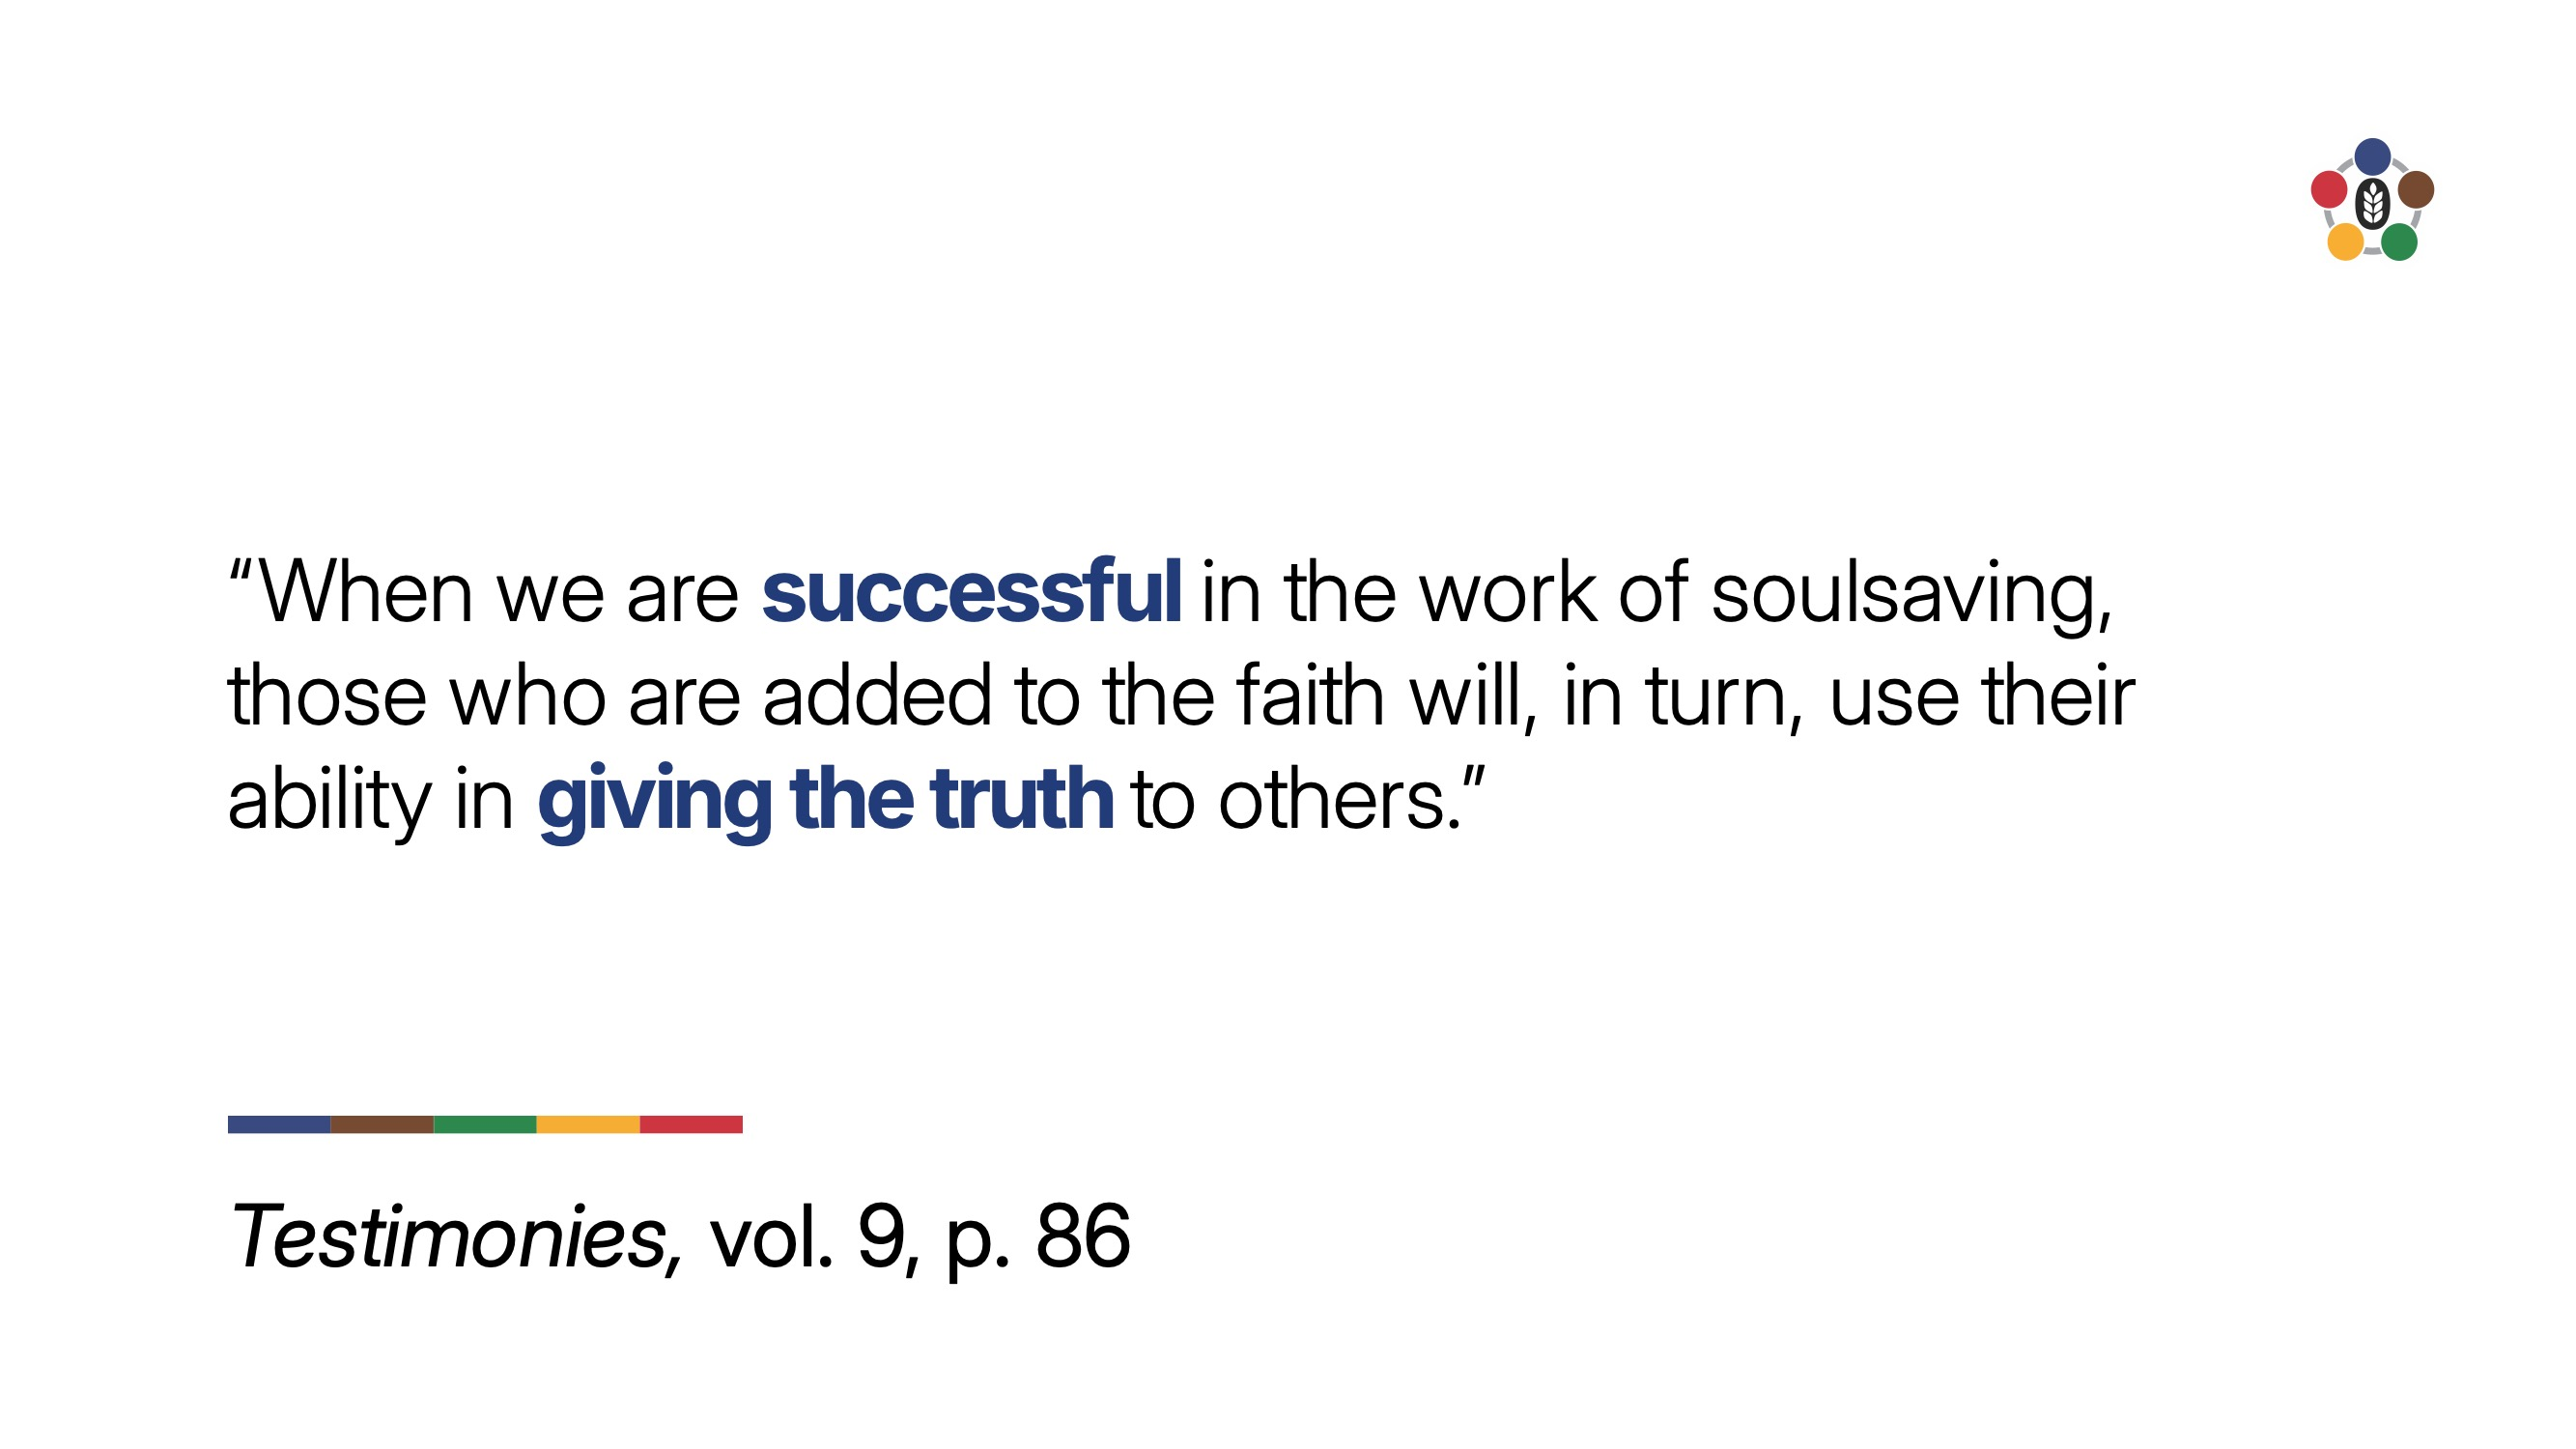 “When we are successful in the work of soulsaving,
those who are added to the faith will, in turn, use their
ability in giving the truth to others.”
Testimonies, vol. 9, p. 86